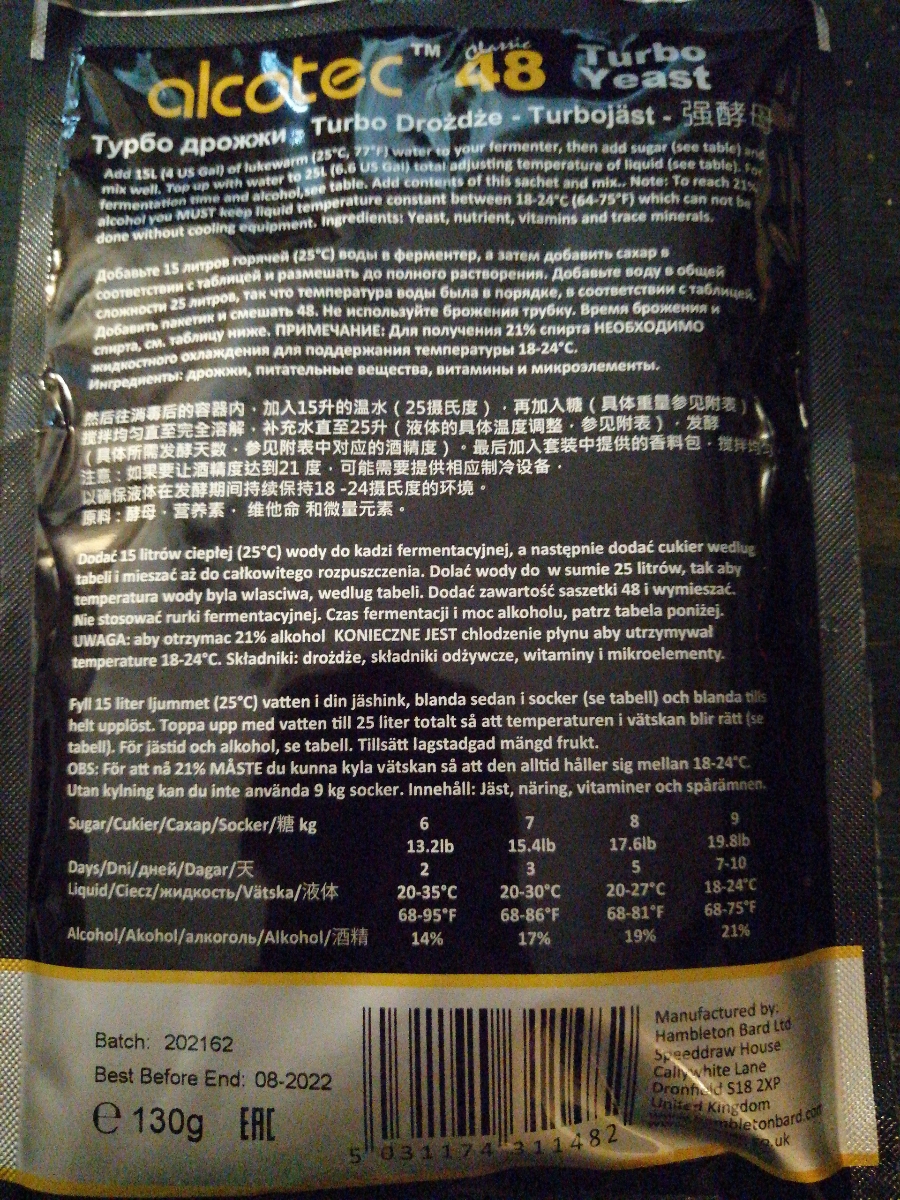 alcotec™ Classic 48 Turbo Yeast
Турбо дрожжи - Turbo Drożdże - Turbojäst - 强酵母
Add 15L (4 US Gal) of lukewarm (25°C, 77°F) water to your fermenter, then add sugar (see table) and
mix well. Top up with water to 25L (6.6 US Gal) total adjusting temperature of liquid (see table). For
fermentation time and alcohol, see table. Add contents of this sachet and mix.. Note: To reach 21%
alcohol you MUST keep liquid temperature constant between 18-24°C (64-75°F) which can not be
done without cooling equipment. Ingredients: Yeast, nutrient, vitamins and trace minerals.
Добавьте 15 литров горячей (25°C) воды в ферментер, а затем добавить сахар в
соответствии с таблицей и размешать до полного растворения. Добавьте воду в общей
сложности 25 литров, так что температура воды была в порядке, в соответствии с таблицей.
Добавить пакетик и смешать 48. Не используйте брожения трубку. Время брожения и
спирта, см. таблицу ниже. ПРИМЕЧАНИЕ: Для получения 21% спирта НЕОБХОДИМО
жидкостного охлаждения для поддержания температуры 18-24°C.
Ингредиенты: дрожжи, питательные вещества, витамины и микроэлементы.
然后往消毒后的容器内，加入15升的温水（25摄氏度），再加入糖（具体重量参见附表）
搅拌均匀直至完全溶解，补充水直至25升（液体的具体温度调整，参见附表），发酵
（具体所需发酵天数，参见附表中对应的酒精度）。最后加入套装中提供的香料包，搅拌均匀
注意：如果要让酒精度达到21 度，可能需要提供相应制冷设备，
以确保液体在发酵期间持续保持18 -24摄氏度的环境。
原料：酵母，营养素， 维他命 和微量元素。
Dodać 15 litrów ciepłej (25°C) wody do kadzi fermentacyjnej, a następnie dodać cukier według
tabeli i mieszać aż do całkowitego rozpuszczenia. Dolać wody do w sumie 25 litrów, tak aby
temperatura wody byla wlasciwa, wedlug tabeli. Dodać zawartość saszetki 48 i wymieszać.
Nie stosować rurki fermentacyjnej. Czas fermentacji i moc alkoholu, patrz tabela poniżej.
UWAGA: aby otrzymac 21% alkohol KONIECZNE JEST chlodzenie płynu aby utrzymywał
temperature 18-24°C. Składniki: drożdże, składniki odżywcze, witaminy i mikroelementy.
Fyll 15 liter ljummet (25°C) vatten i din jäshink, blanda sedan i socker (se tabell) och blanda tills
helt upplöst. Toppa upp med vatten till 25 liter totalt så att temperaturen i vätskan blir rätt (se
tabell). För jästid och alkohol, se tabell. Tillsätt lagstadgad mängd frukt.
OBS: För att nå 21% MÅSTE du kunna kyla vätskan så att den alltid håller sig mellan 18-24°C.
Utan kylning kan du inte använda 9 kg socker. Innehåll: Jäst, näring, vitaminer och spårämnen.
Sugar/Cukier/Сахар/Socker/糖 kg 6 7 8 9
13.2lb 15.4lb 17.6lb 19.8lb
Days/Dni/дней/Dagar/天 2 3 5 7-10
Liquid/Ciecz/жидкость/Vätska/液体 20-35°C 20-30°C 20-27°C 18-24°C
68-95°F 68-86°F 68-81°F 68-75°F
Alcohol/Akohol/алкоголь/Alkohol/酒精 14% 17% 19% 21%
Batch: 202162
Best Before End: 08-2022
℮ 130g EAC
5 031174 311482
Manufactured by:
Hambleton Bard Ltd
Speeddraw House
Callywhite Lane
Dronfield S18 2XP
United Kingdom